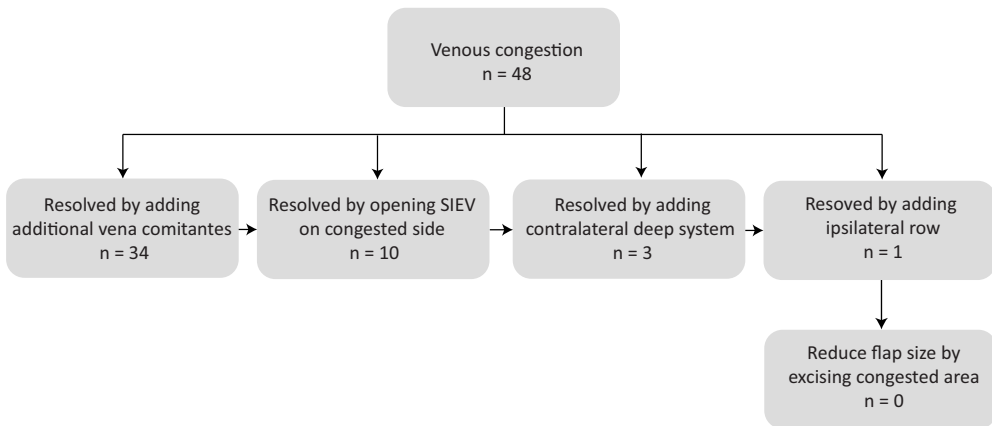 Venous congestion
n = 48
Resolved by adding
additional vena comitantes
n = 34
Resolved by opening SIEV
on congested side
n = 10
Resolved by adding
contralateral deep system
n = 3
Resoved by adding
ipsilateral row
n = 1
Reduce flap size by
excising congested area
n = 0